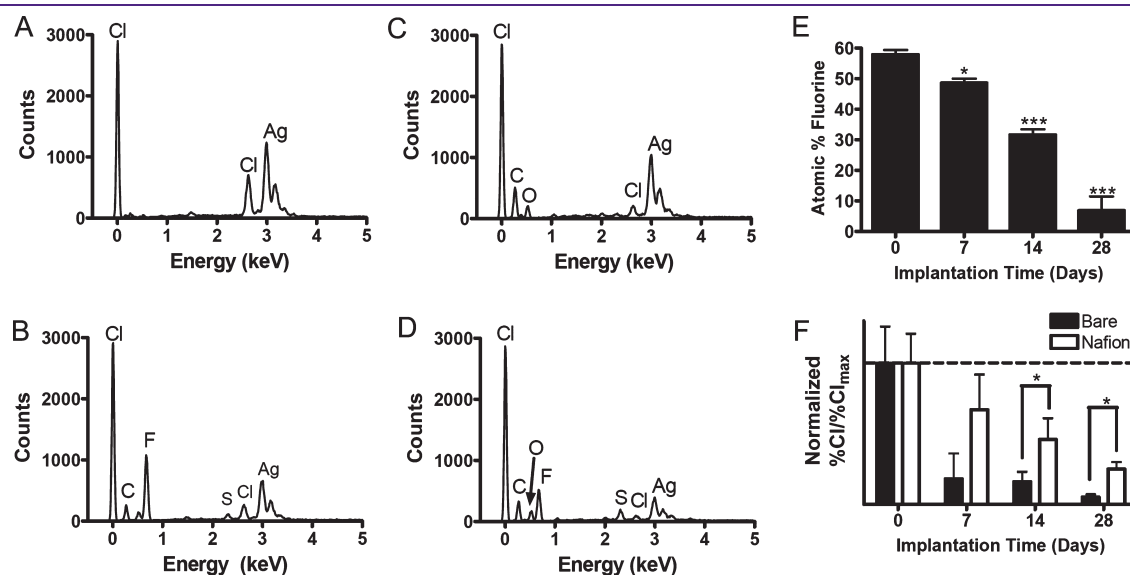 A
3000
2000
1000
0
Counts
Cl
Cl
Ag
0 1 2 3 4 5
Energy (keV)
C
3000
2000
1000
0
Counts
Cl
C
O
Cl
Ag
0 1 2 3 4 5
Energy (keV)
E
60
50
40
30
20
10
0
Atomic % Fluorine
*
***
***
0 7 14 28
Implantation Time (Days)
B
3000
2000
1000
0
Counts
Cl
C
F
S
Cl
Ag
0 1 2 3 4 5
Energy (keV)
D
3000
2000
1000
0
Counts
Cl
C
O
F
S
Cl
Ag
0 1 2 3 4 5
Energy (keV)
F
Bare
Nafion
Normalized
%Cl/%Clmax
*
*
0 7 14 28
Implantation Time (Days)